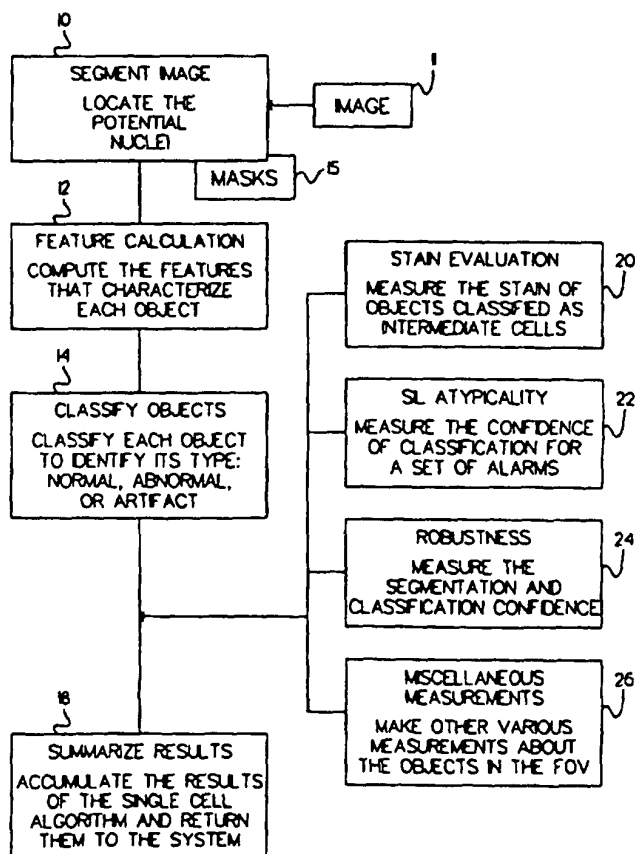 10
SEGMENT IMAGE
LOCATE THE
POTENTIAL
NUCLEI
11
IMAGE
MASKS
15
12
FEATURE CALCULATION
COMPUTE THE FEATURES
THAT CHARACTERIZE
EACH OBJECT
14
CLASSIFY OBJECTS
CLASSIFY EACH OBJECT
TO IDENTIFY ITS TYPE:
NORMAL, ABNORMAL,
OR ARTIFACT
18
SUMMARIZE RESULTS
ACCUMULATE THE RESULTS
OF THE SINGLE CELL
ALGORITHM AND RETURN
THEM TO THE SYSTEM
STAIN EVALUATION
MEASURE THE STAIN OF
OBJECTS CLASSIFIED AS
INTERMEDIATE CELLS
20
SL ATYPICALITY
MEASURE THE CONFIDENCE
OF CLASSIFICATION FOR
A SET OF ALARMS
22
ROBUSTNESS
MEASURE THE
SEGMENTATION AND
CLASSFICATION CONFIDENCE
24
MISCELLANEOUS
MEASUREMENTS
MAKE OTHER VARIOUS
MEASUREMENTS ABOUT
THE OBJECTS IN THE FOV
26